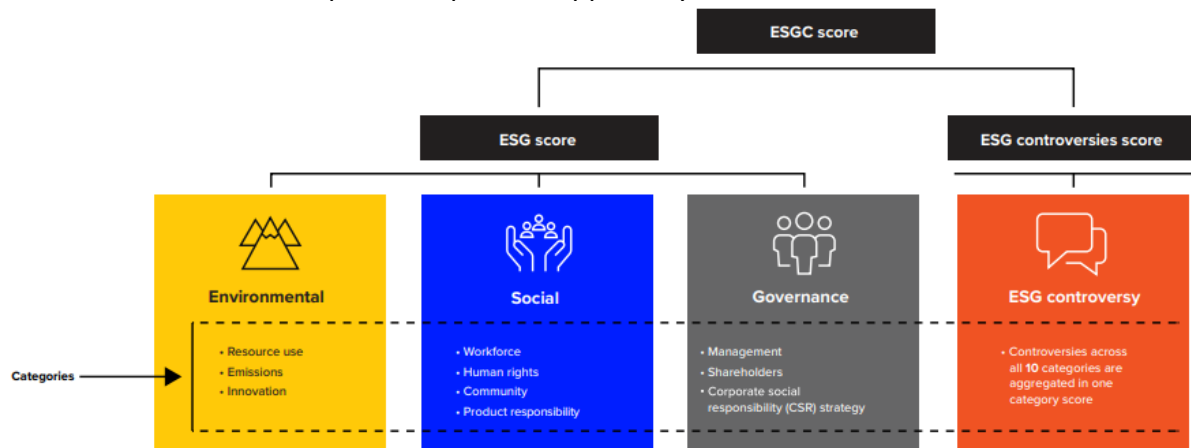 ESGC score
ESG score
ESG controversies score
Environmental
Social
Governance
ESG controversy
Categories
• Resource use
• Emissions
• Innovation
• Workforce
• Human rights
• Community
• Product responsibility
• Management
• Shareholders
• Corporate social
responsibility (CSR) strategy
• Controversies across
all 10 categories are
aggregated in one
category score